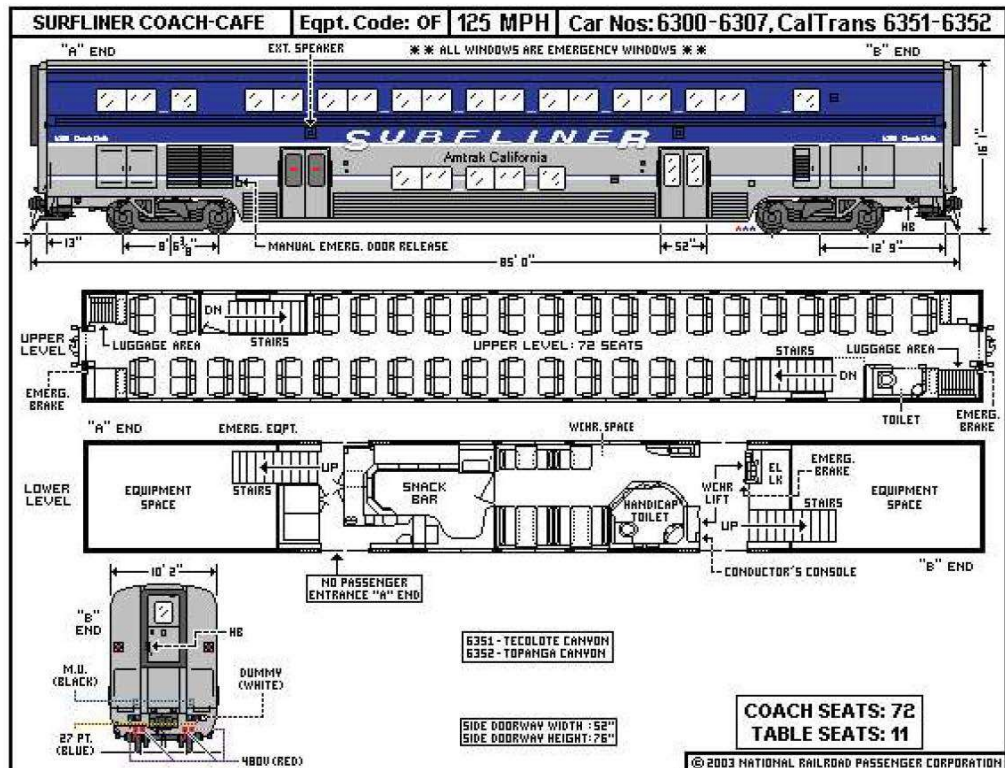 SURFLINER COACH-CAFE
Eqpt. Code: OF
125 MPH
Car Nos: 6300-6307, CalTrans 6351-6352
"A" END
EXT. SPEAKER
* * ALL WINDOWS ARE EMERGENCY WINDOWS * *
"B" END
SURFLINER
Amtrak California
16' 1"
13"
8' 6 3/8"
MANUAL EMERG. DOOR RELEASE
52"
12' 9"
HB
85' 0"
UPPER
LEVEL
LUGGAGE AREA
DN
STAIRS
UPPER LEVEL: 72 SEATS
STAIRS
LUGGAGE AREA
DN
EMERG.
BRAKE
TOILET
EMERG.
BRAKE
"A" END
EMERG. EQPT.
WCHR. SPACE
LOWER
LEVEL
EQUIPMENT
SPACE
UP
STAIRS
SNACK
BAR
HANDICAP
TOILET
WCHR
LIFT
EL
LK
EMERG.
BRAKE
STAIRS
UP
EQUIPMENT
SPACE
NO PASSENGER
ENTRANCE "A" END
CONDUCTOR'S CONSOLE
"B" END
10' 2"
"B"
END
HB
M.U.
(BLACK)
DUMMY
(WHITE)
27 PT.
(BLUE)
480V (RED)
6351 - TECOLOTE CANYON
6352 - TOPANGA CANYON
SIDE DOORWAY WIDTH : 52"
SIDE DOORWAY HEIGHT: 76"
COACH SEATS: 72
TABLE SEATS: 11
© 2003 NATIONAL RAILROAD PASSENGER CORPORATION